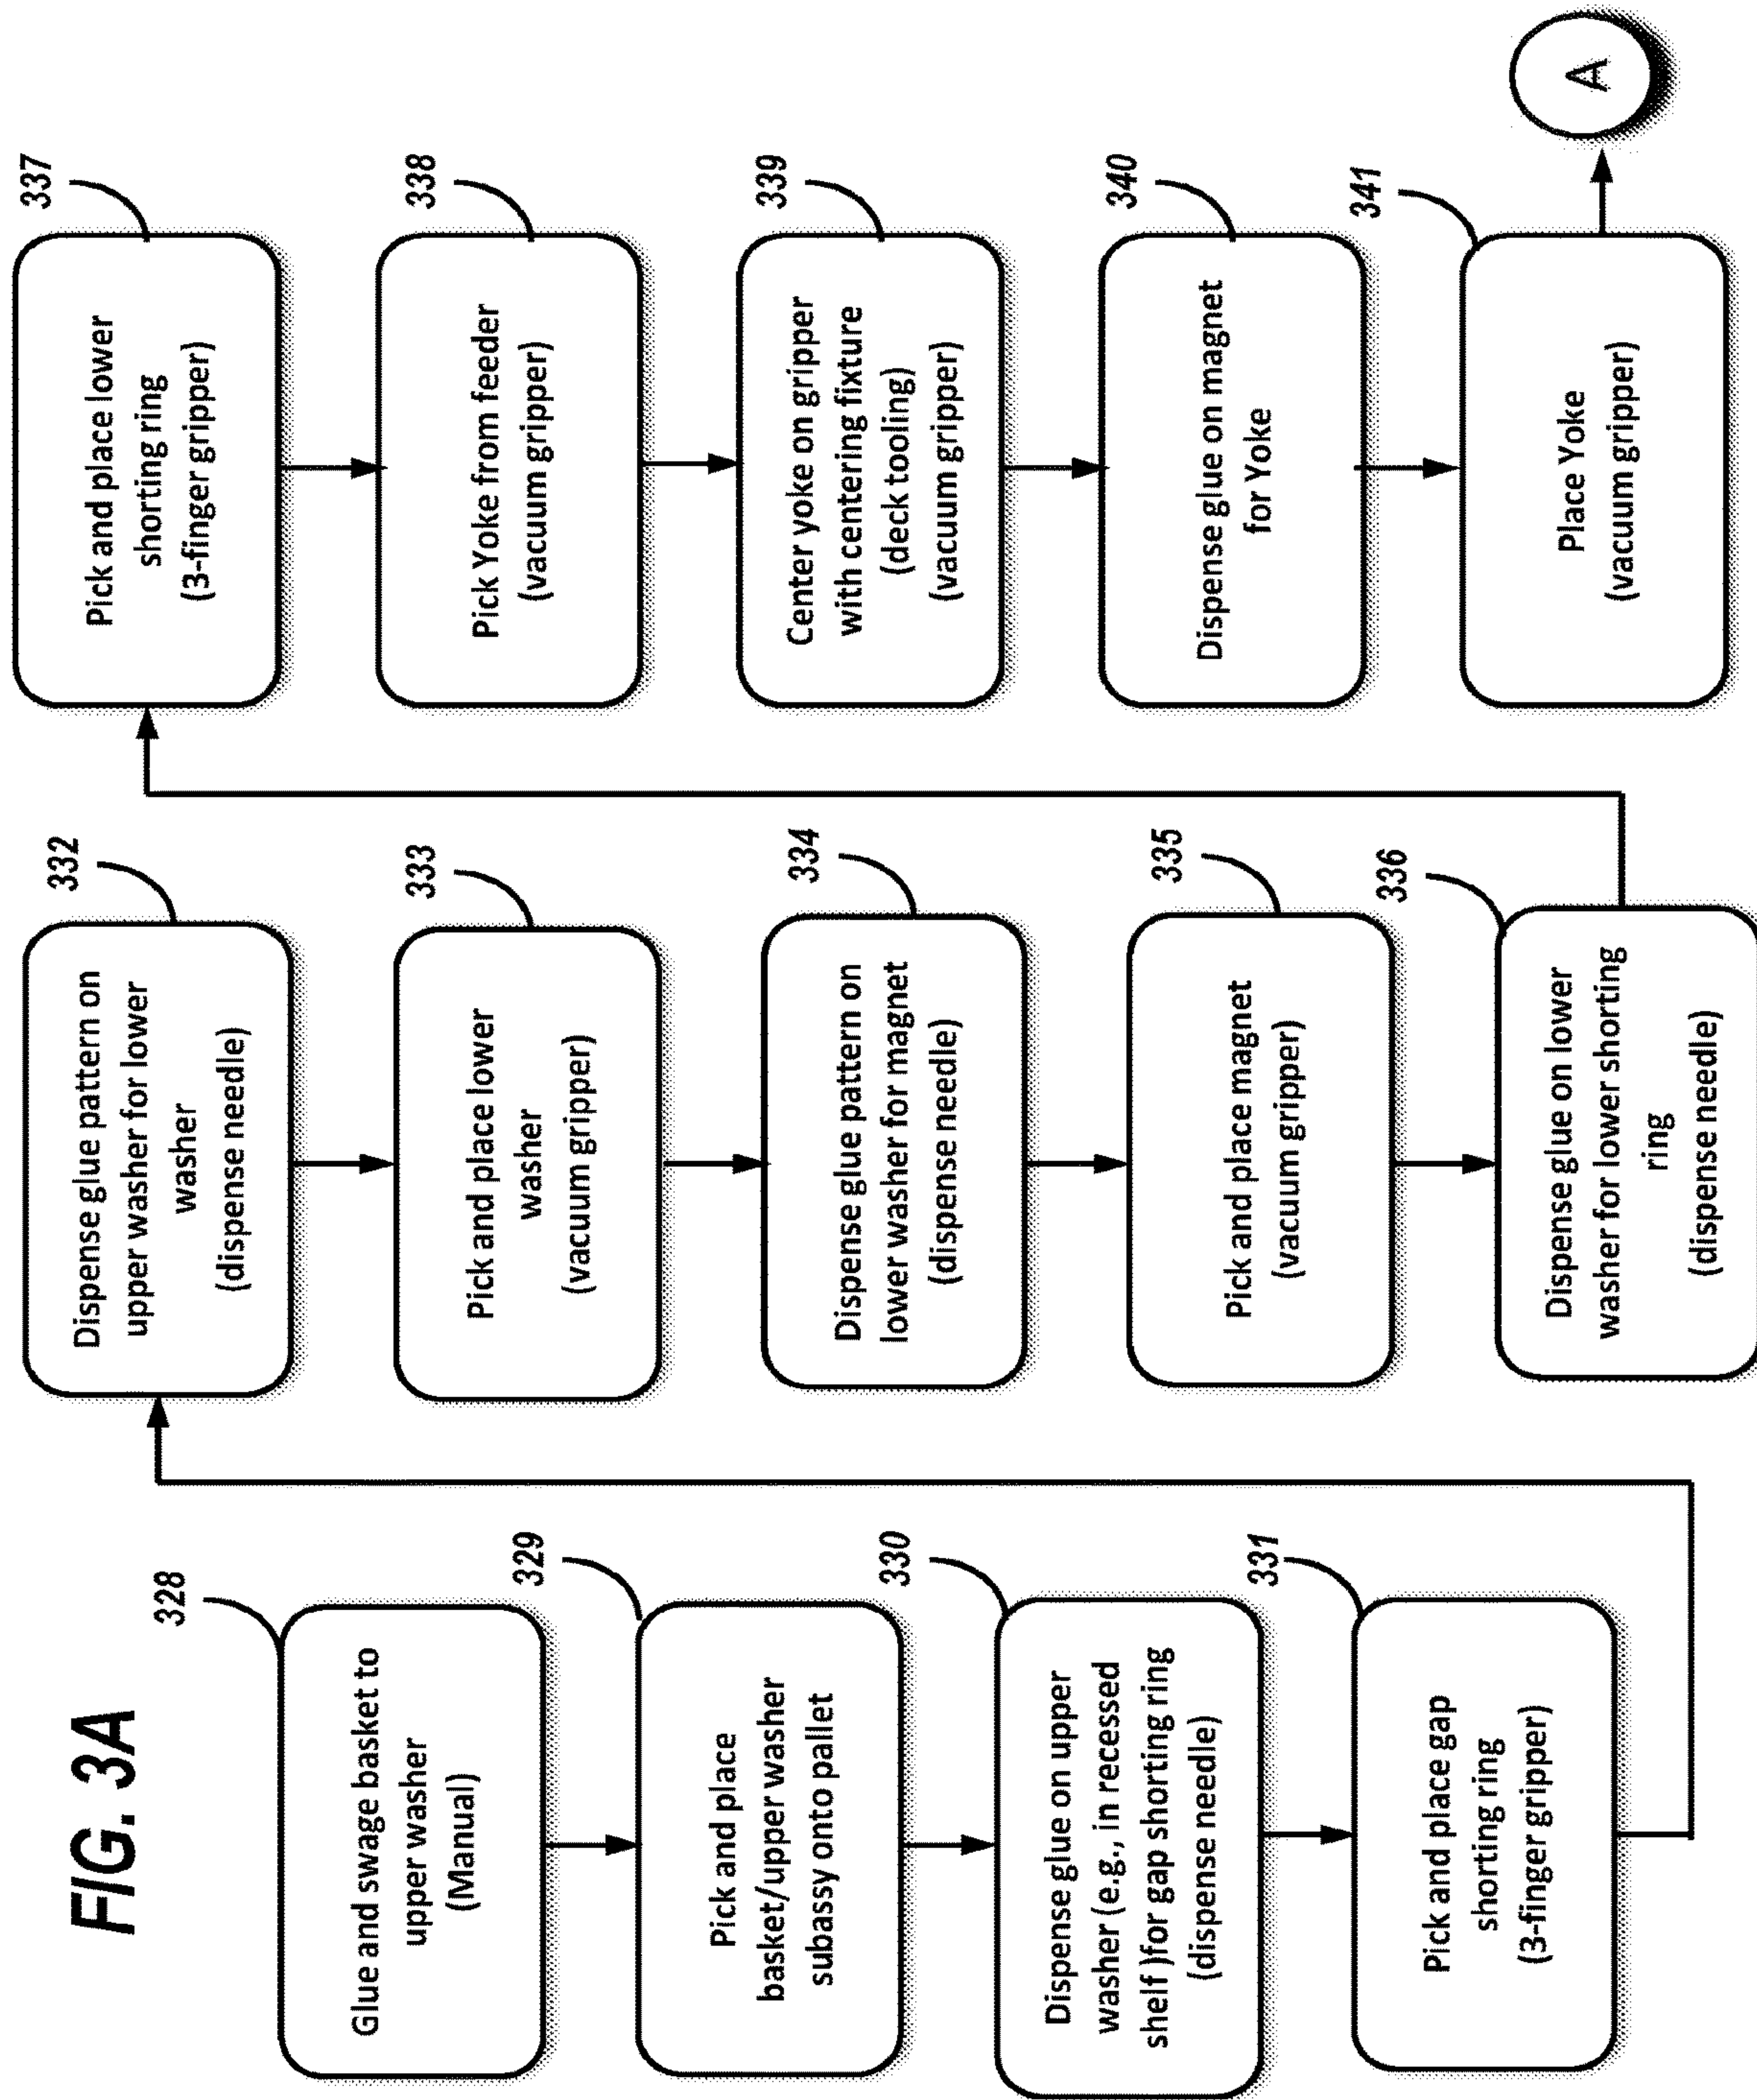 FIG. 3A
328
Glue and swage basket to
upper washer
(Manual)
329
Pick and place
basket/upper washer
subassy onto pallet
330
Dispense glue on upper
washer (e.g., in recessed
shelf )for gap shorting ring
(dispense needle)
331
Pick and place gap
shorting ring
(3-finger gripper)
332
Dispense glue pattern on
upper washer for lower
washer
(dispense needle)
333
Pick and place lower
washer
(vacuum gripper)
334
Dispense glue pattern on
lower washer for magnet
(dispense needle)
335
Pick and place magnet
(vacuum gripper)
336
Dispense glue on lower
washer for lower shorting
ring
(dispense needle)
337
Pick and place lower
shorting ring
(3-finger gripper)
338
Pick Yoke from feeder
(vacuum gripper)
339
Center yoke on gripper
with centering fixture
(deck tooling)
(vacuum gripper)
340
Dispense glue on magnet
for Yoke
341
Place Yoke
(vacuum gripper)
A